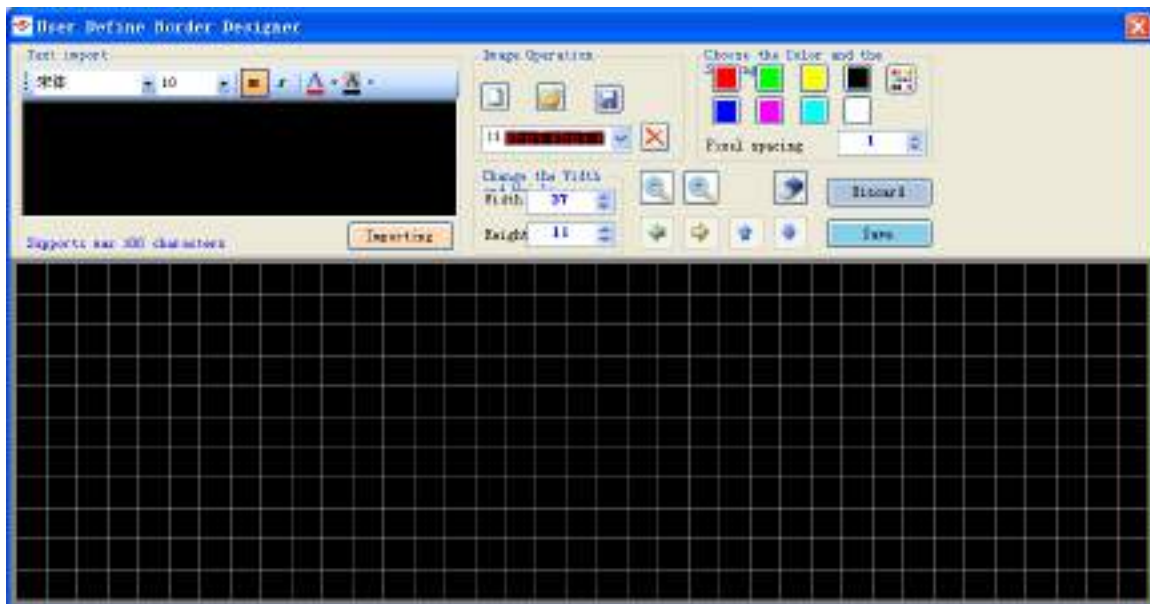 User Define Border Designer
Text import
宋体 10
Supports max 100 characters
Importing
Image Operation
11
Change the Width
Width 37
Height 11
Choose the Color and the
Pixel spacing 1
Discard
Save